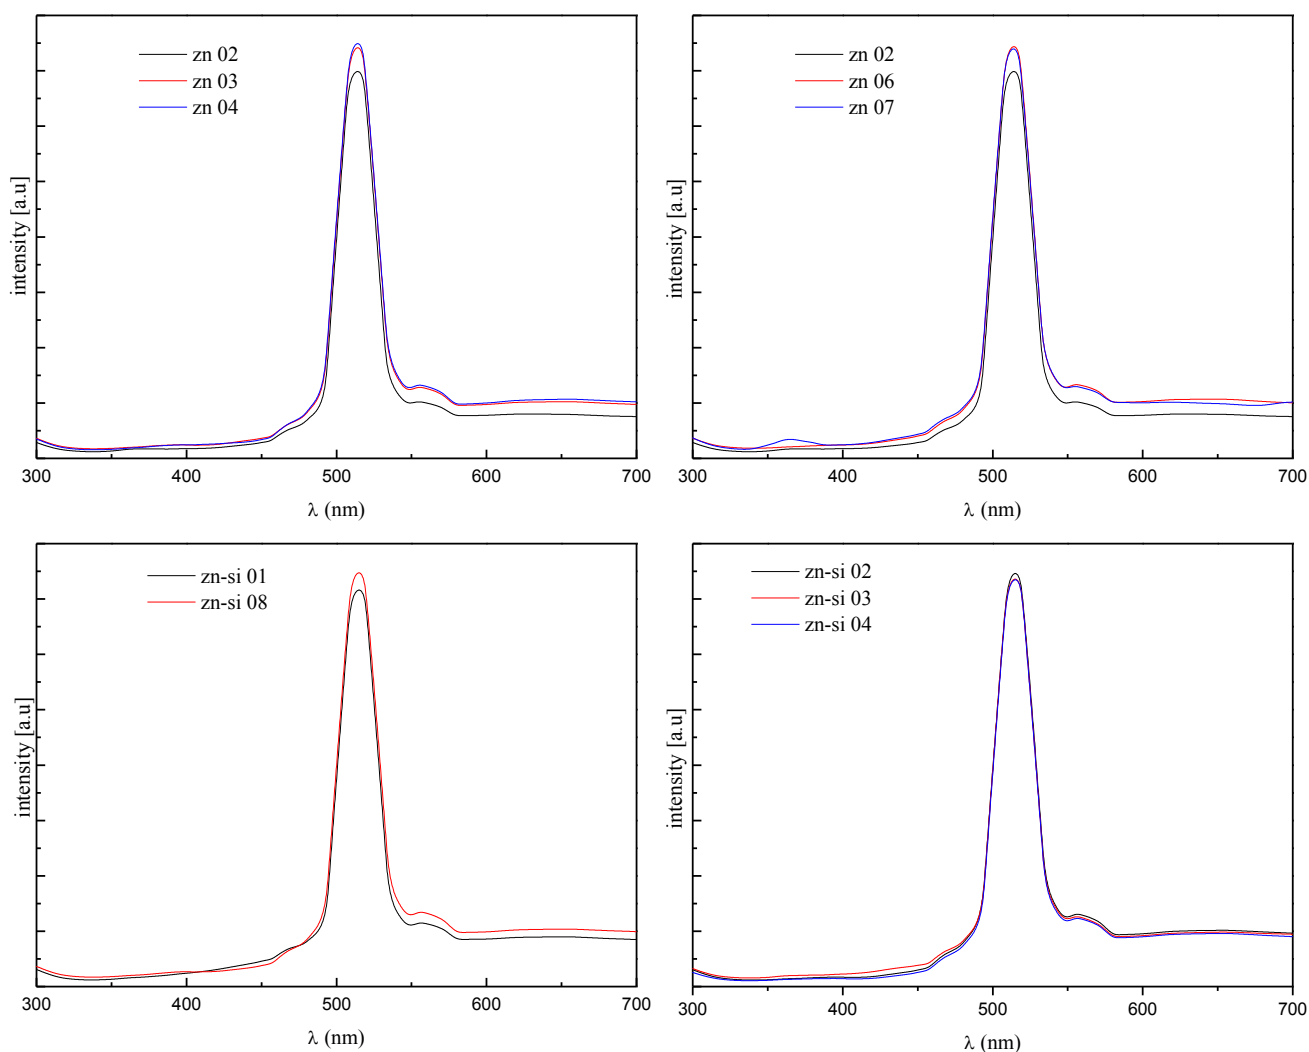 zn 02
zn 03
zn 04
intensity [a.u]
300
400
500
600
700
λ (nm)
zn 02
zn 06
zn 07
intensity [a.u]
300
400
500
600
700
λ (nm)
zn-si 01
zn-si 08
intensity [a.u]
300
400
500
600
700
λ (nm)
zn-si 02
zn-si 03
zn-si 04
intensity [a.u]
300
400
500
600
700
λ (nm)